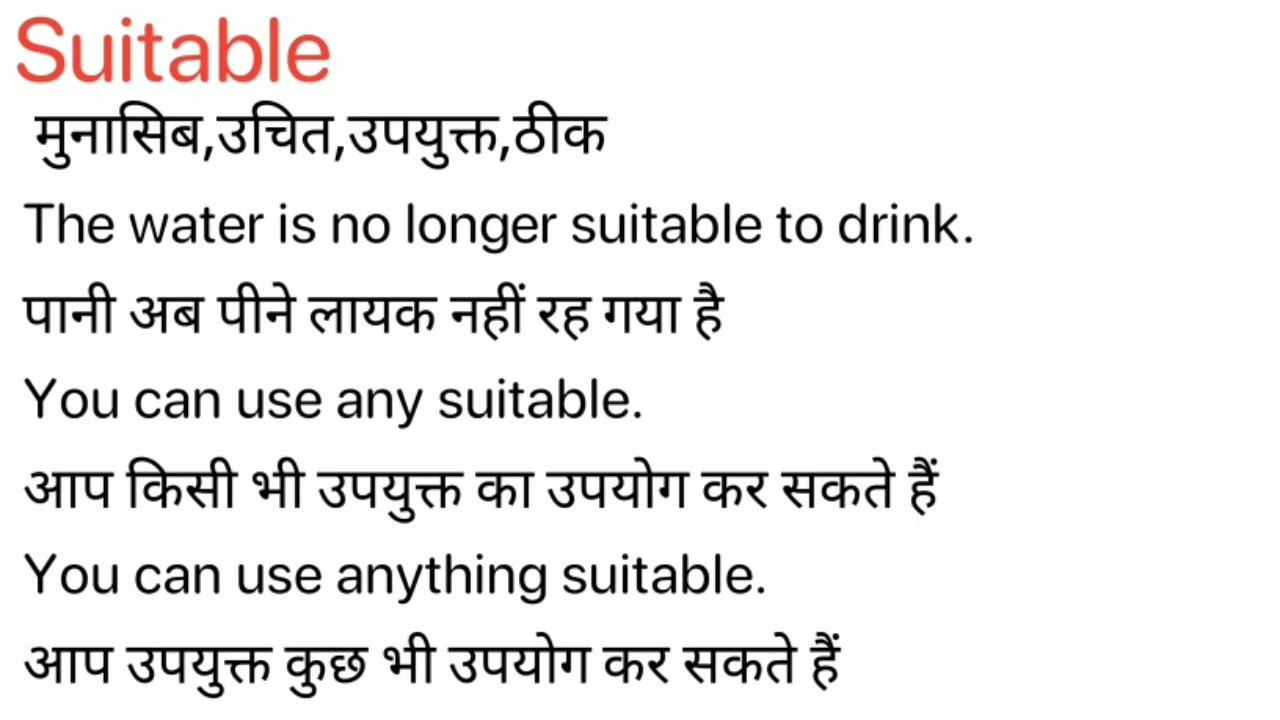 Suitable
मुनासिब,उचित,उपयुक्त,ठीक
The water is no longer suitable to drink.
पानी अब पीने लायक नहीं रह गया है
You can use any suitable.
आप किसी भी उपयुक्त का उपयोग कर सकते हैं
You can use anything suitable.
आप उपयुक्त कुछ भी उपयोग कर सकते हैं